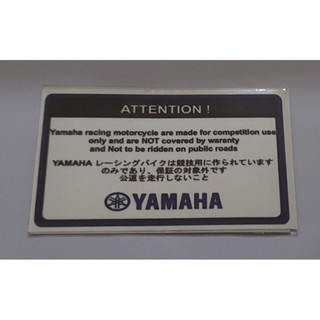 ATTENTION !
Yamaha racing motorcycle are made for competition use
only and are NOT covered by waranty
and Not to be ridden on public roads
YAMAHA レーシングバイクは競技用に作られています
のみであり、保証の対象外です
公道を走行しないこと
YAMAHA